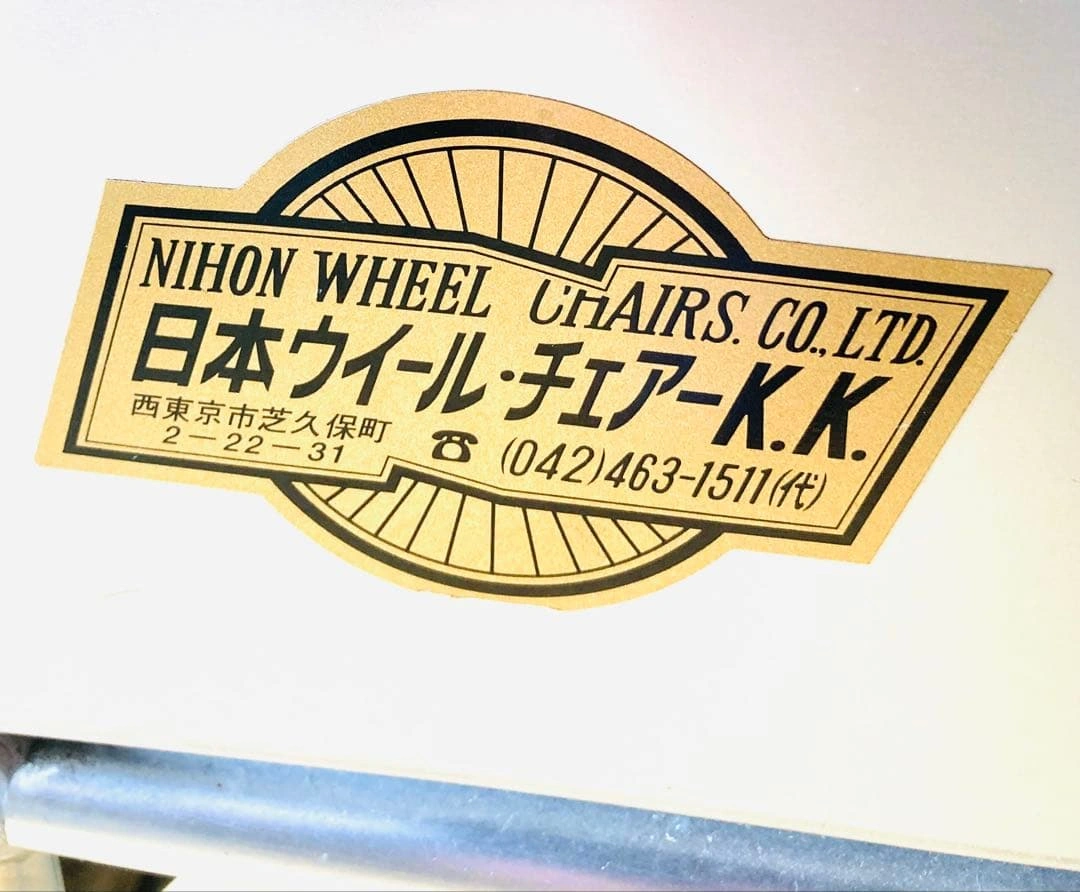 NIHON WHEEL CHAIRS. CO., LTD.
日本ウイール・チェアーK.K.
西東京市芝久保町
2－22－31
☎ (042)463-1511(代)